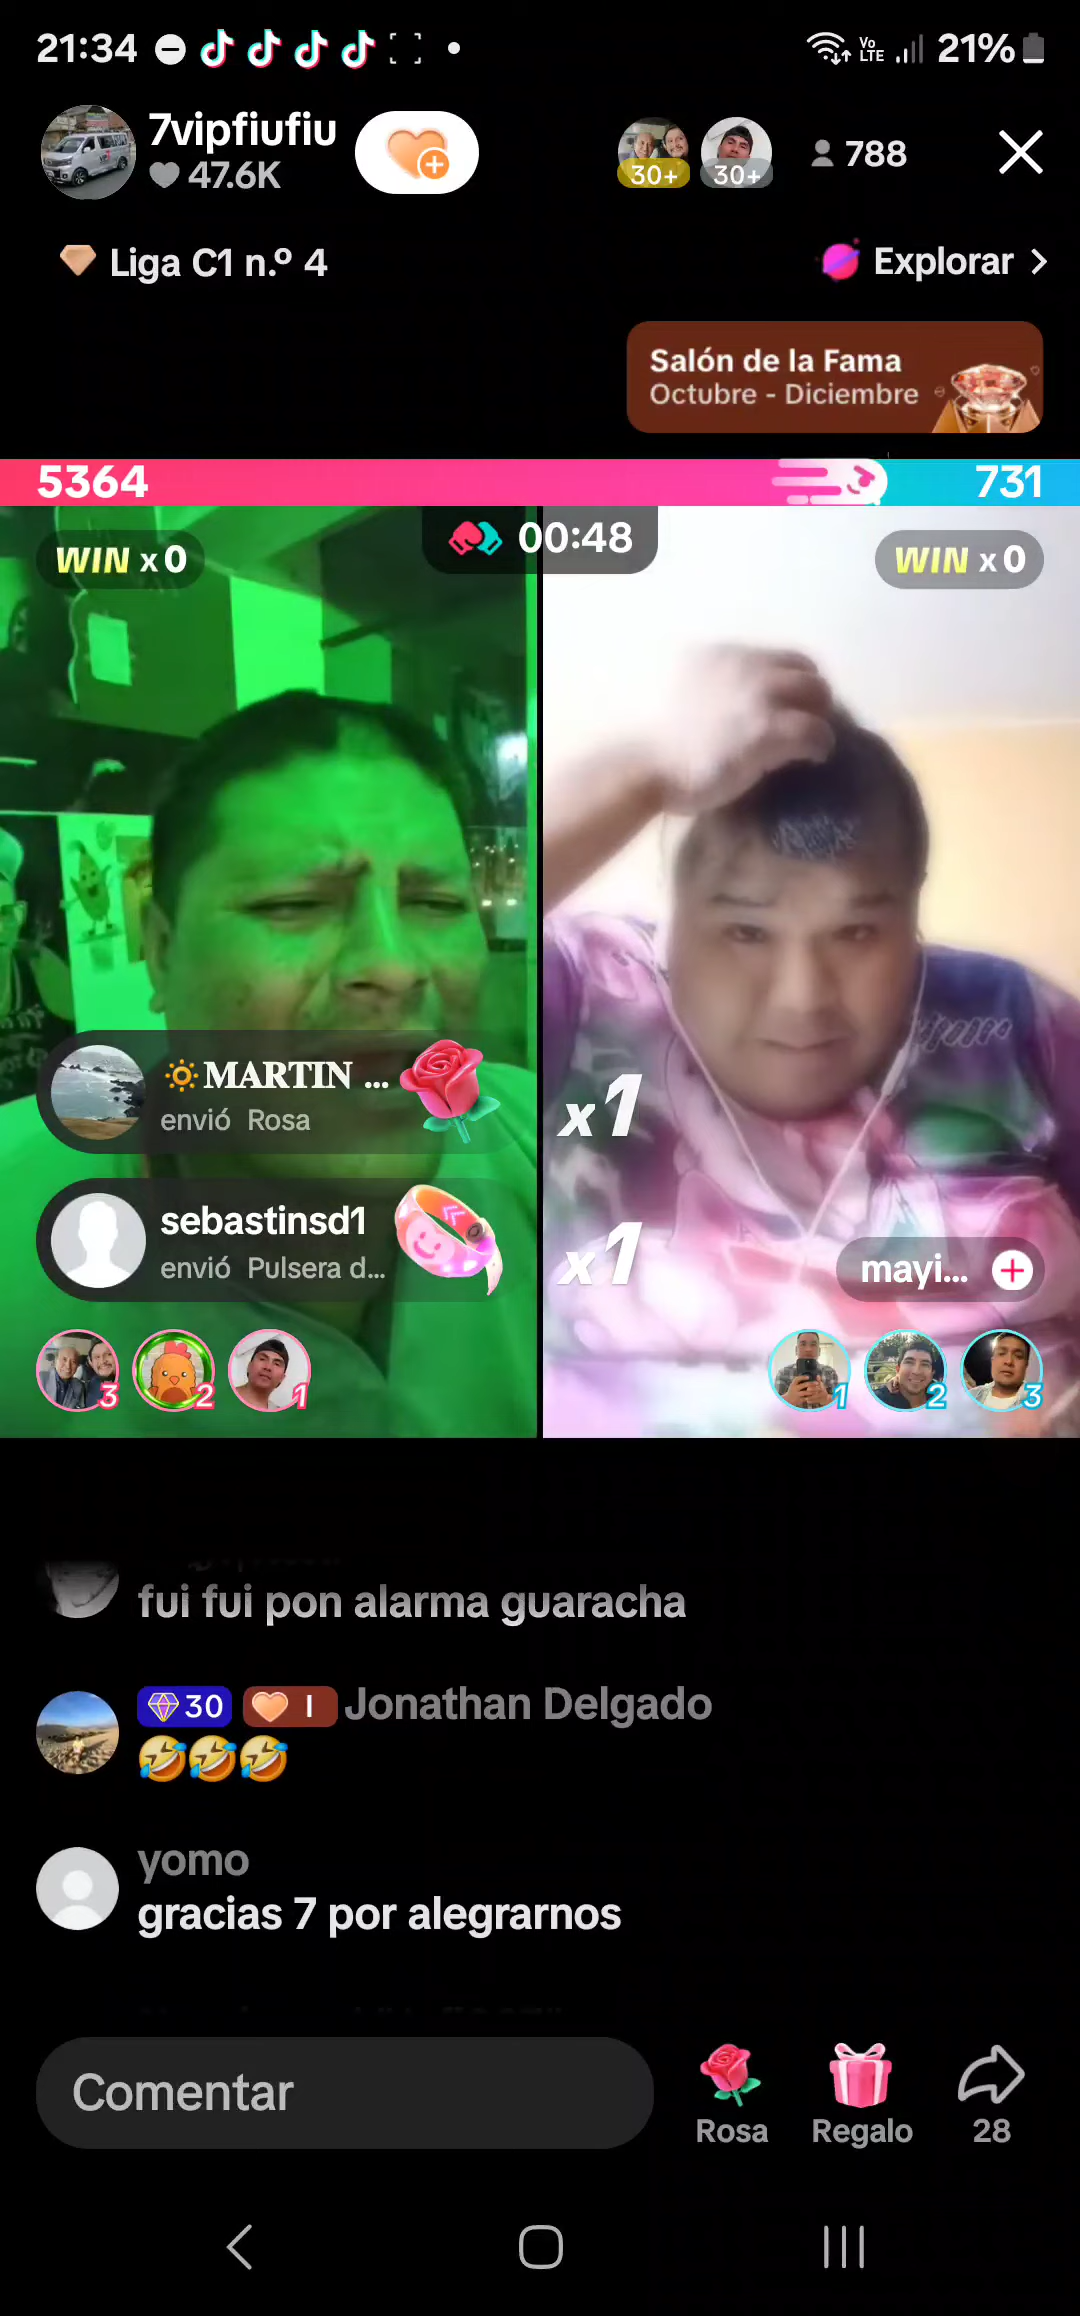 21:34
Vo
LTE
21%
7vipfiufiu
47.6K
30+
30+
788
Liga C1 n.º 4
Explorar
Salón de la Fama
Octubre - Diciembre
5364
731
00:48
WIN x0
WIN x0
MARTIN ...
envió Rosa
x1
sebastinsd1
envió Pulsera d...
x1
mayi...
3
2
1
1
2
3
fui fui pon alarma guaracha
30
I
Jonathan Delgado
🤣🤣🤣
yomo
gracias 7 por alegrarnos
Comentar
Rosa
Regalo
28